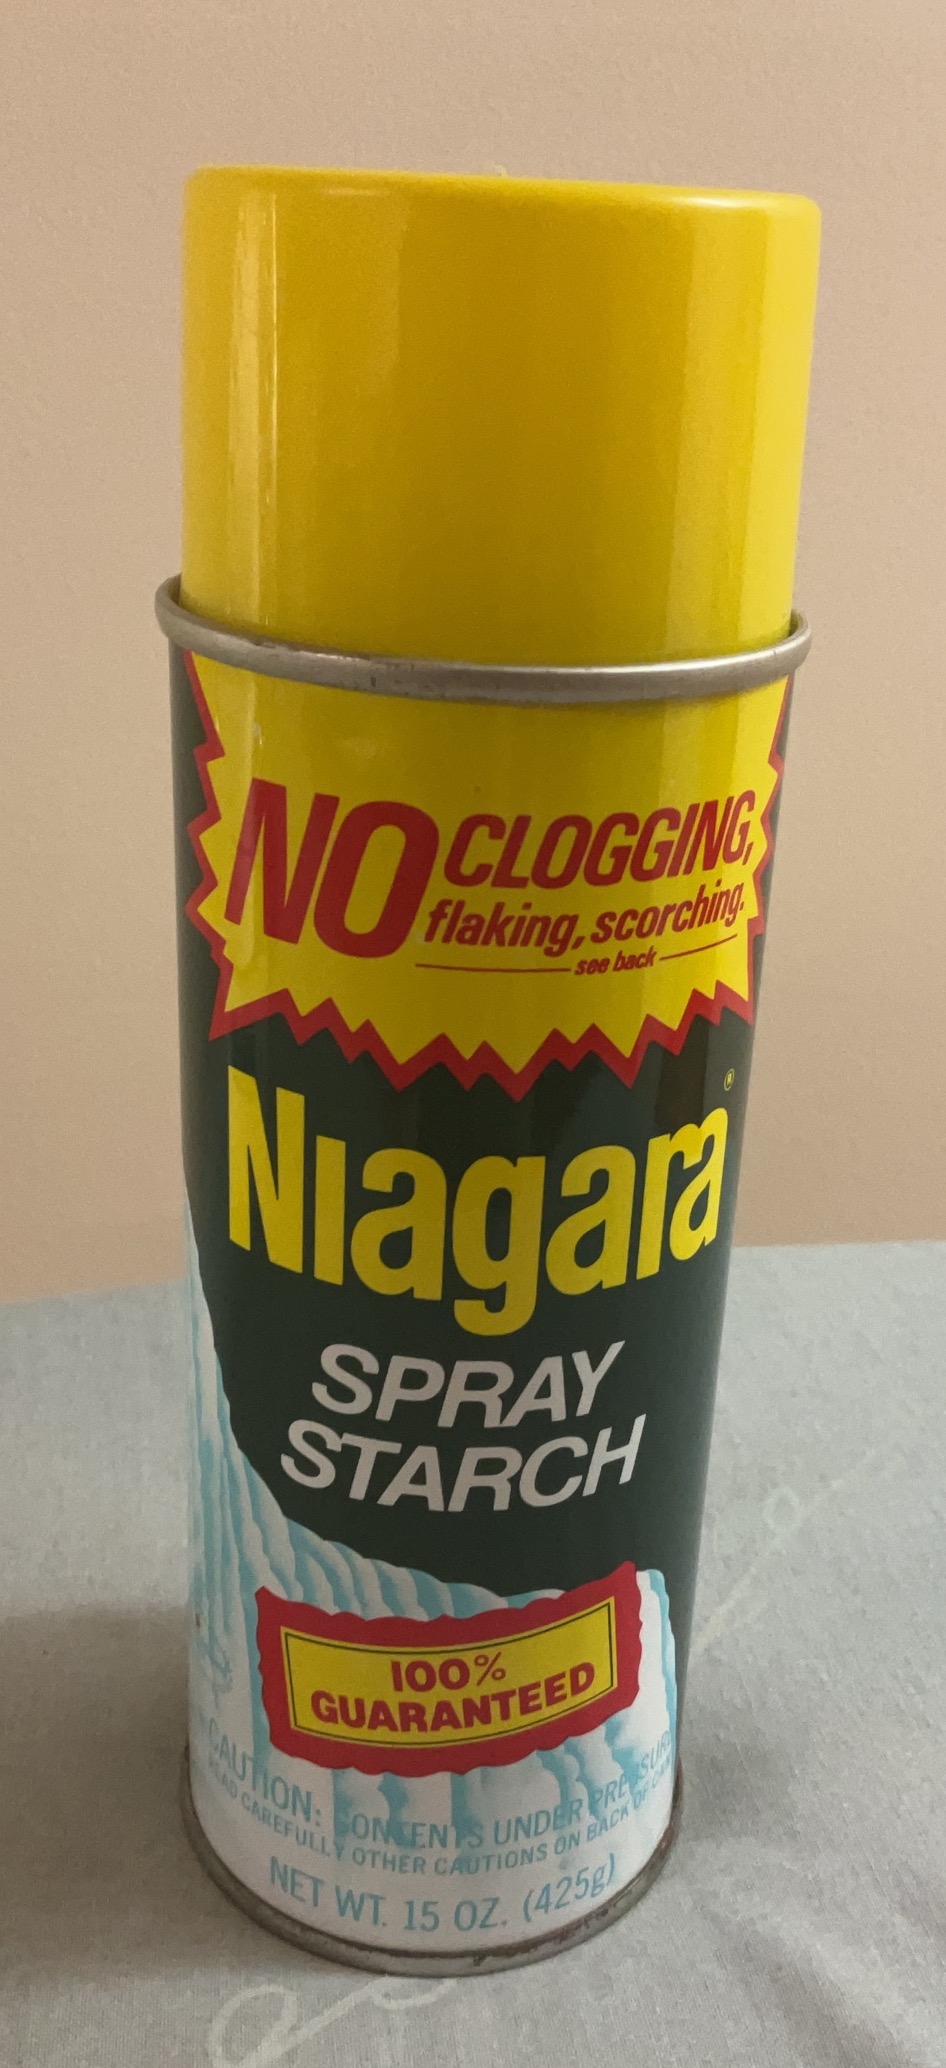 NO CLOGGING,
flaking, scorching.
see back
Niagara®
SPRAY
STARCH
100%
GUARANTEED
CAUTION: CONTENTS UNDER PRESSURE
READ CAREFULLY OTHER CAUTIONS ON BACK OF CAN
NET WT. 15 OZ. (425g)